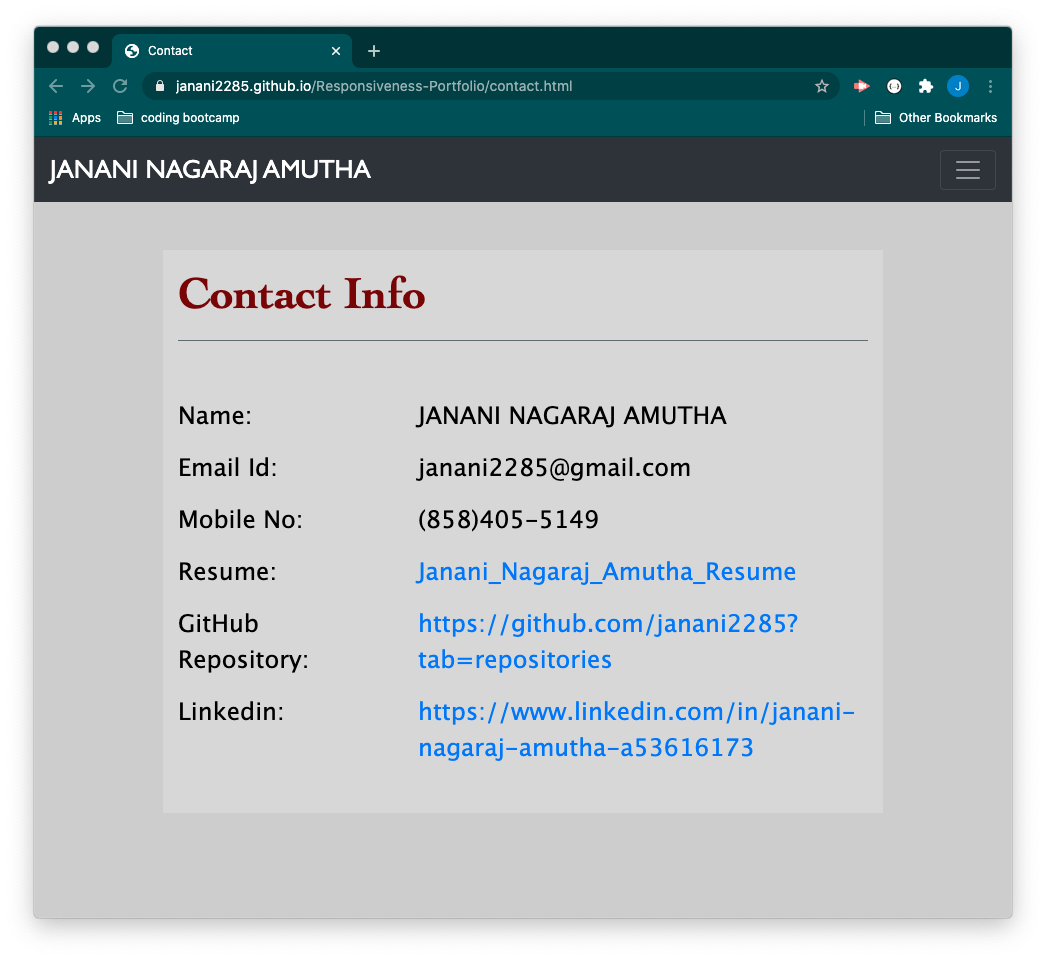 Contact
janani2285.github.io/Responsiveness-Portfolio/contact.html
J
Apps
coding bootcamp
Other Bookmarks
JANANI NAGARAJ AMUTHA
Contact Info
Name: JANANI NAGARAJ AMUTHA
Email Id: janani2285@gmail.com
Mobile No: (858)405-5149
Resume: Janani_Nagaraj_Amutha_Resume
GitHub https://github.com/janani2285?
Repository: tab=repositories
Linkedin: https://www.linkedin.com/in/janani-
nagaraj-amutha-a53616173